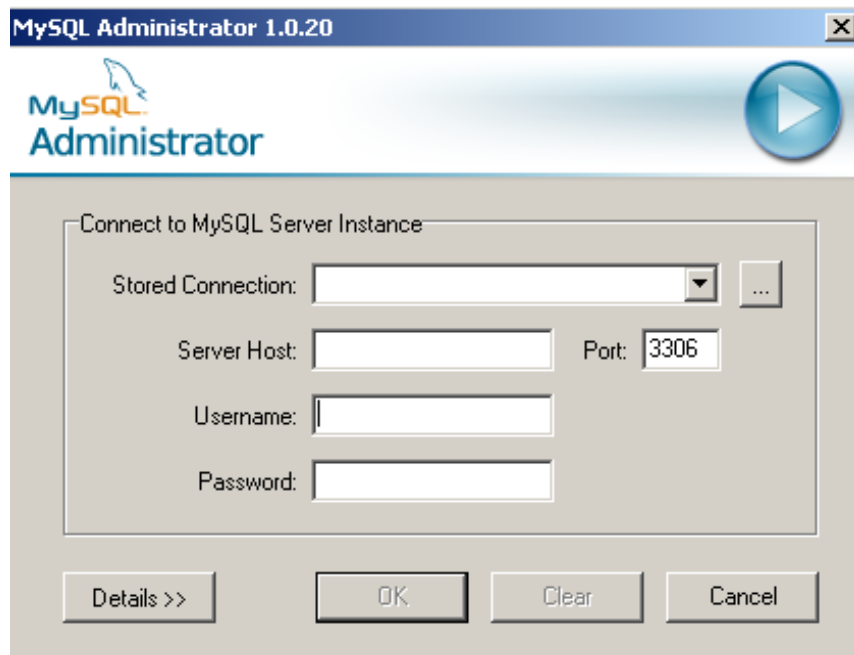 MySQL Administrator 1.0.20
MySQL
Administrator
Connect to MySQL Server Instance
Stored Connection:
...
Server Host:
Port: 3306
Username:
Password:
Details >>
OK
Clear
Cancel